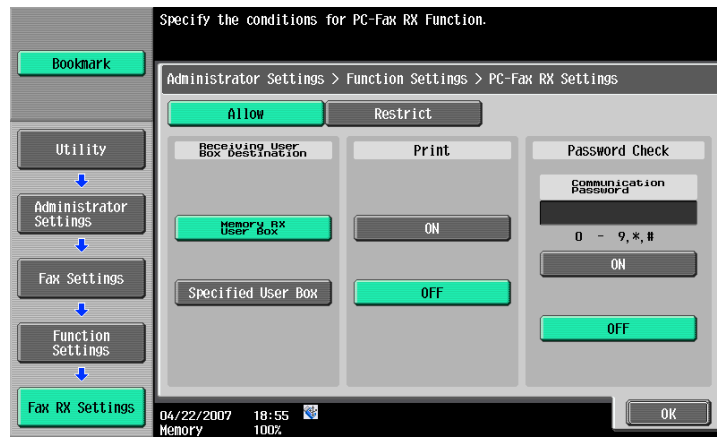 Specify the conditions for PC-Fax RX Function.
Bookmark
Administrator Settings > Function Settings > PC-Fax RX Settings
Allow
Restrict
Utility
Administrator
Settings
Fax Settings
Function
Settings
Fax RX Settings
Receiving User
Box Destination
Memory RX
User Box
Specified User Box
Print
ON
OFF
Password Check
Communication
Password
0 - 9,*,#
ON
OFF
04/22/2007 18:55
Memory 100%
OK